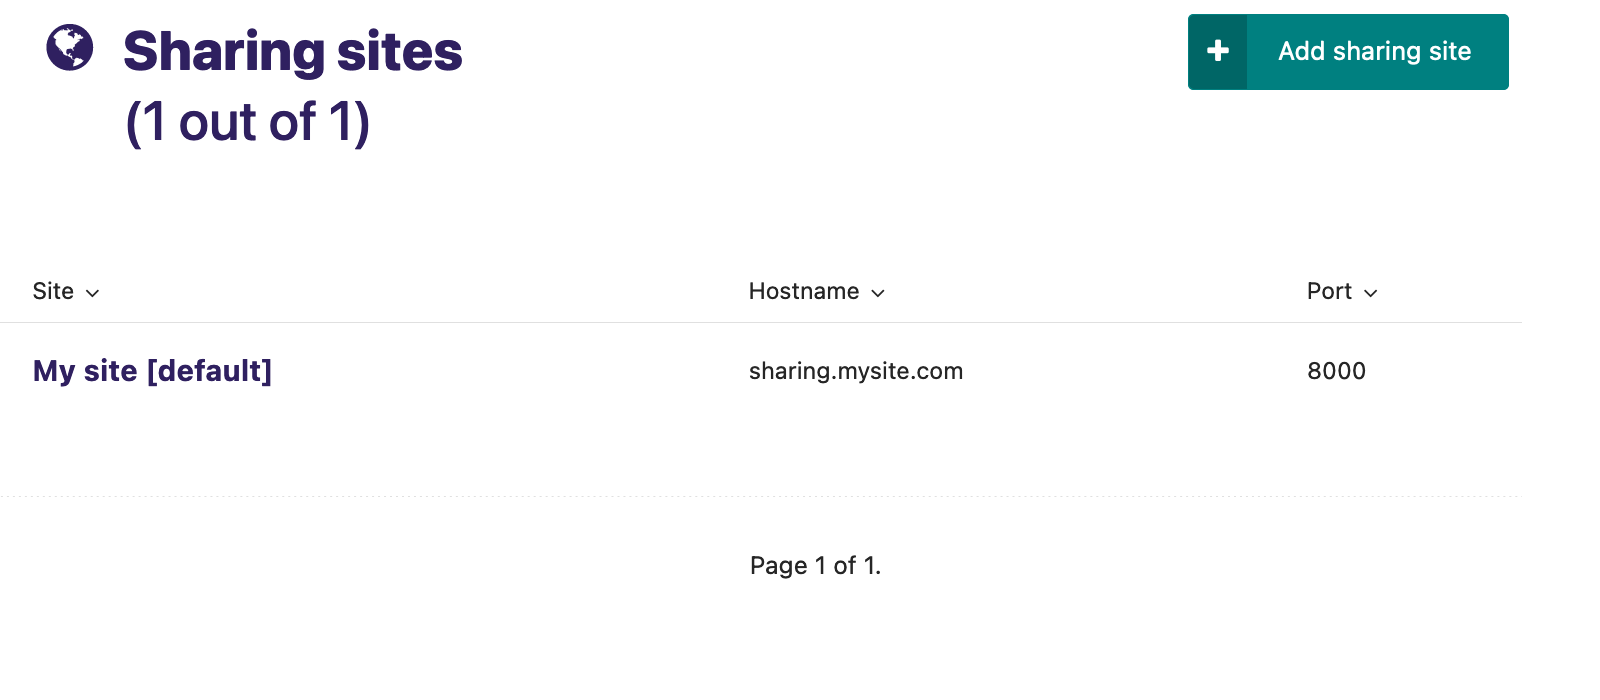 Sharing sites
(1 out of 1)
Add sharing site
Site Hostname Port
My site [default] sharing.mysite.com 8000
Page 1 of 1.